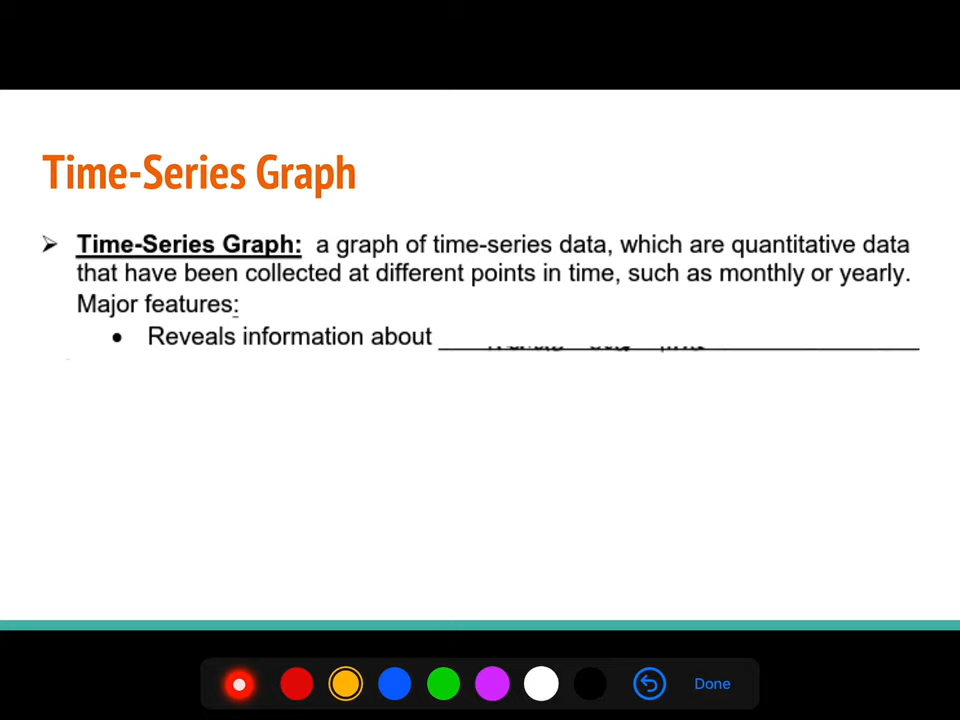 Time-Series Graph
➢ Time-Series Graph: a graph of time-series data, which are quantitative data
that have been collected at different points in time, such as monthly or yearly.
Major features:
• Reveals information about
Done